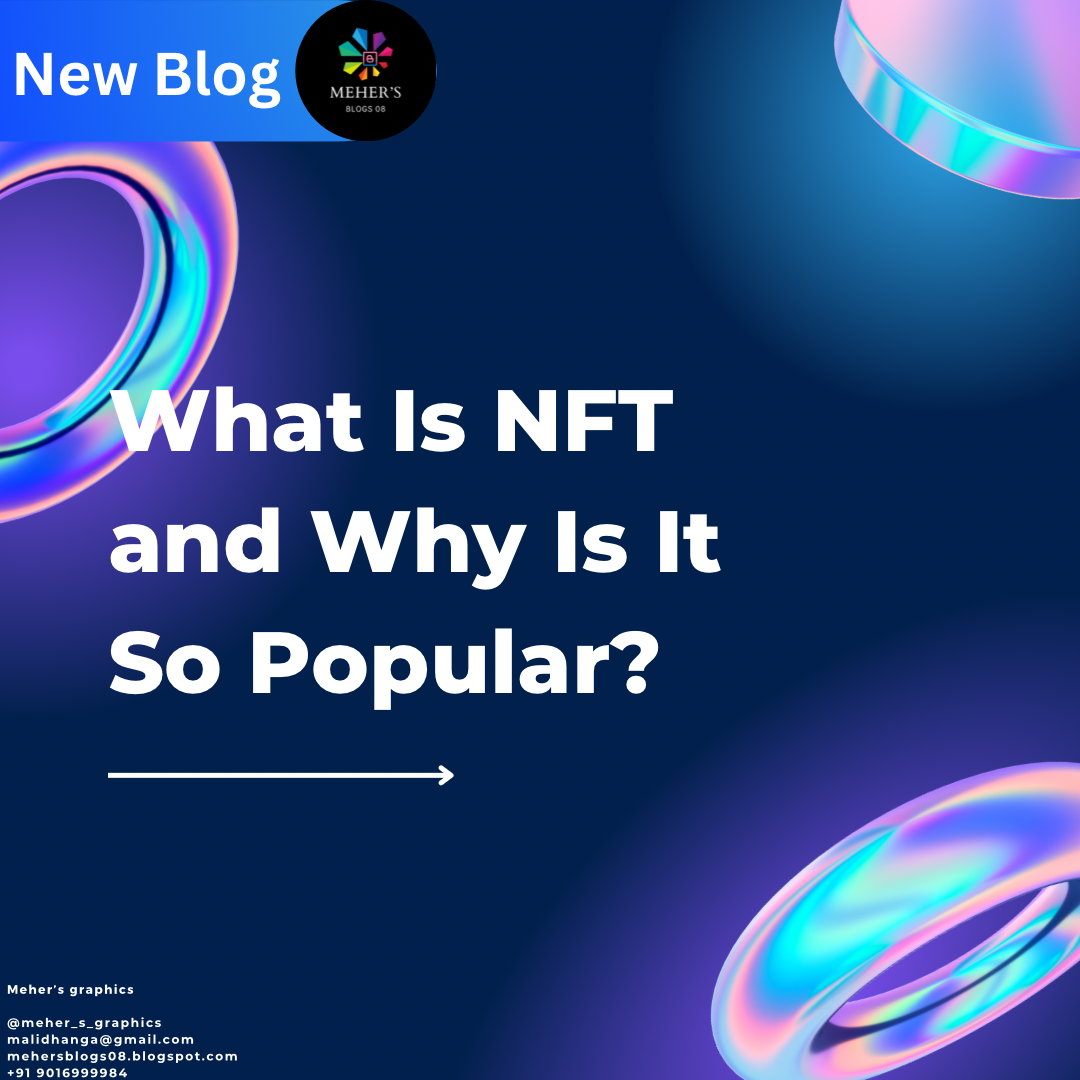 New Blog
MEHER'S
BLOGS 08
What Is NFT
and Why Is It
So Popular?
Meher's graphics
@meher_s_graphics
malidhanga@gmail.com
mehersblogs08.blogspot.com
+91 9016999984